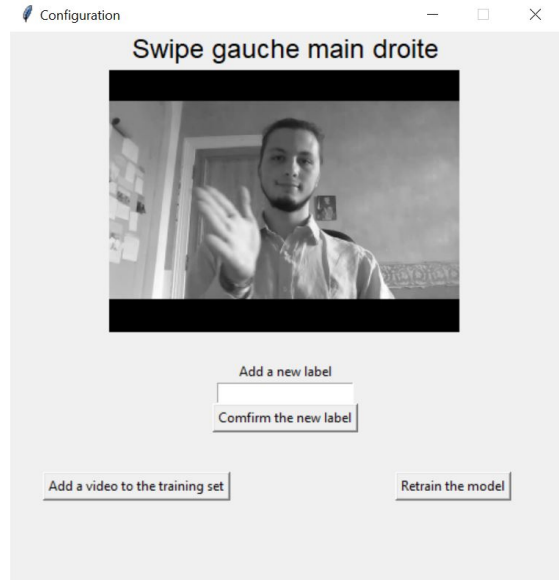 Configuration
Swipe gauche main droite
Add a new label
Comfirm the new label
Add a video to the training set
Retrain the model